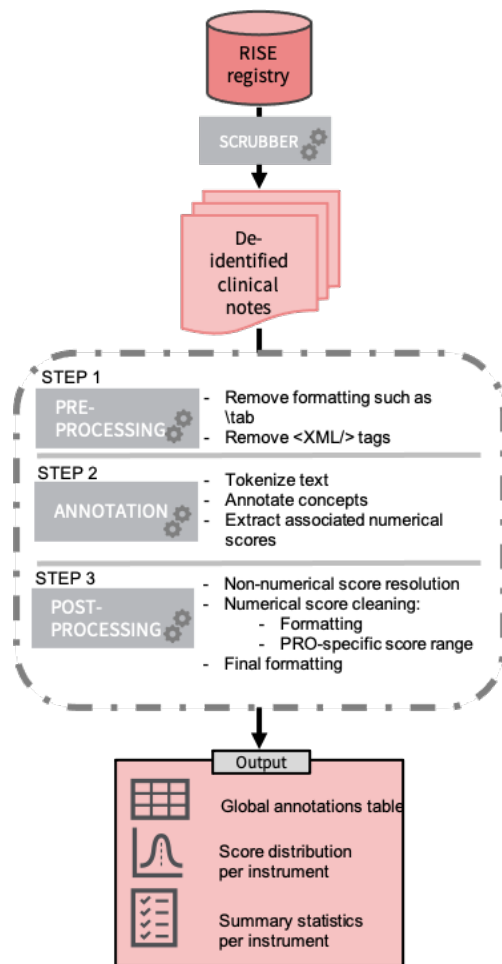 RISE
registry
SCRUBBER
De-
identified
clinical
notes
STEP 1
PRE-
PROCESSING
- Remove formatting such as
\tab
- Remove <XML/> tags
STEP 2
ANNOTATION
- Tokenize text
- Annotate concepts
- Extract associated numerical
scores
STEP 3
POST-
PROCESSING
- Non-numerical score resolution
- Numerical score cleaning:
- Formatting
- PRO-specific score range
- Final formatting
Output
Global annotations table
Score distribution
per instrument
Summary statistics
per instrument